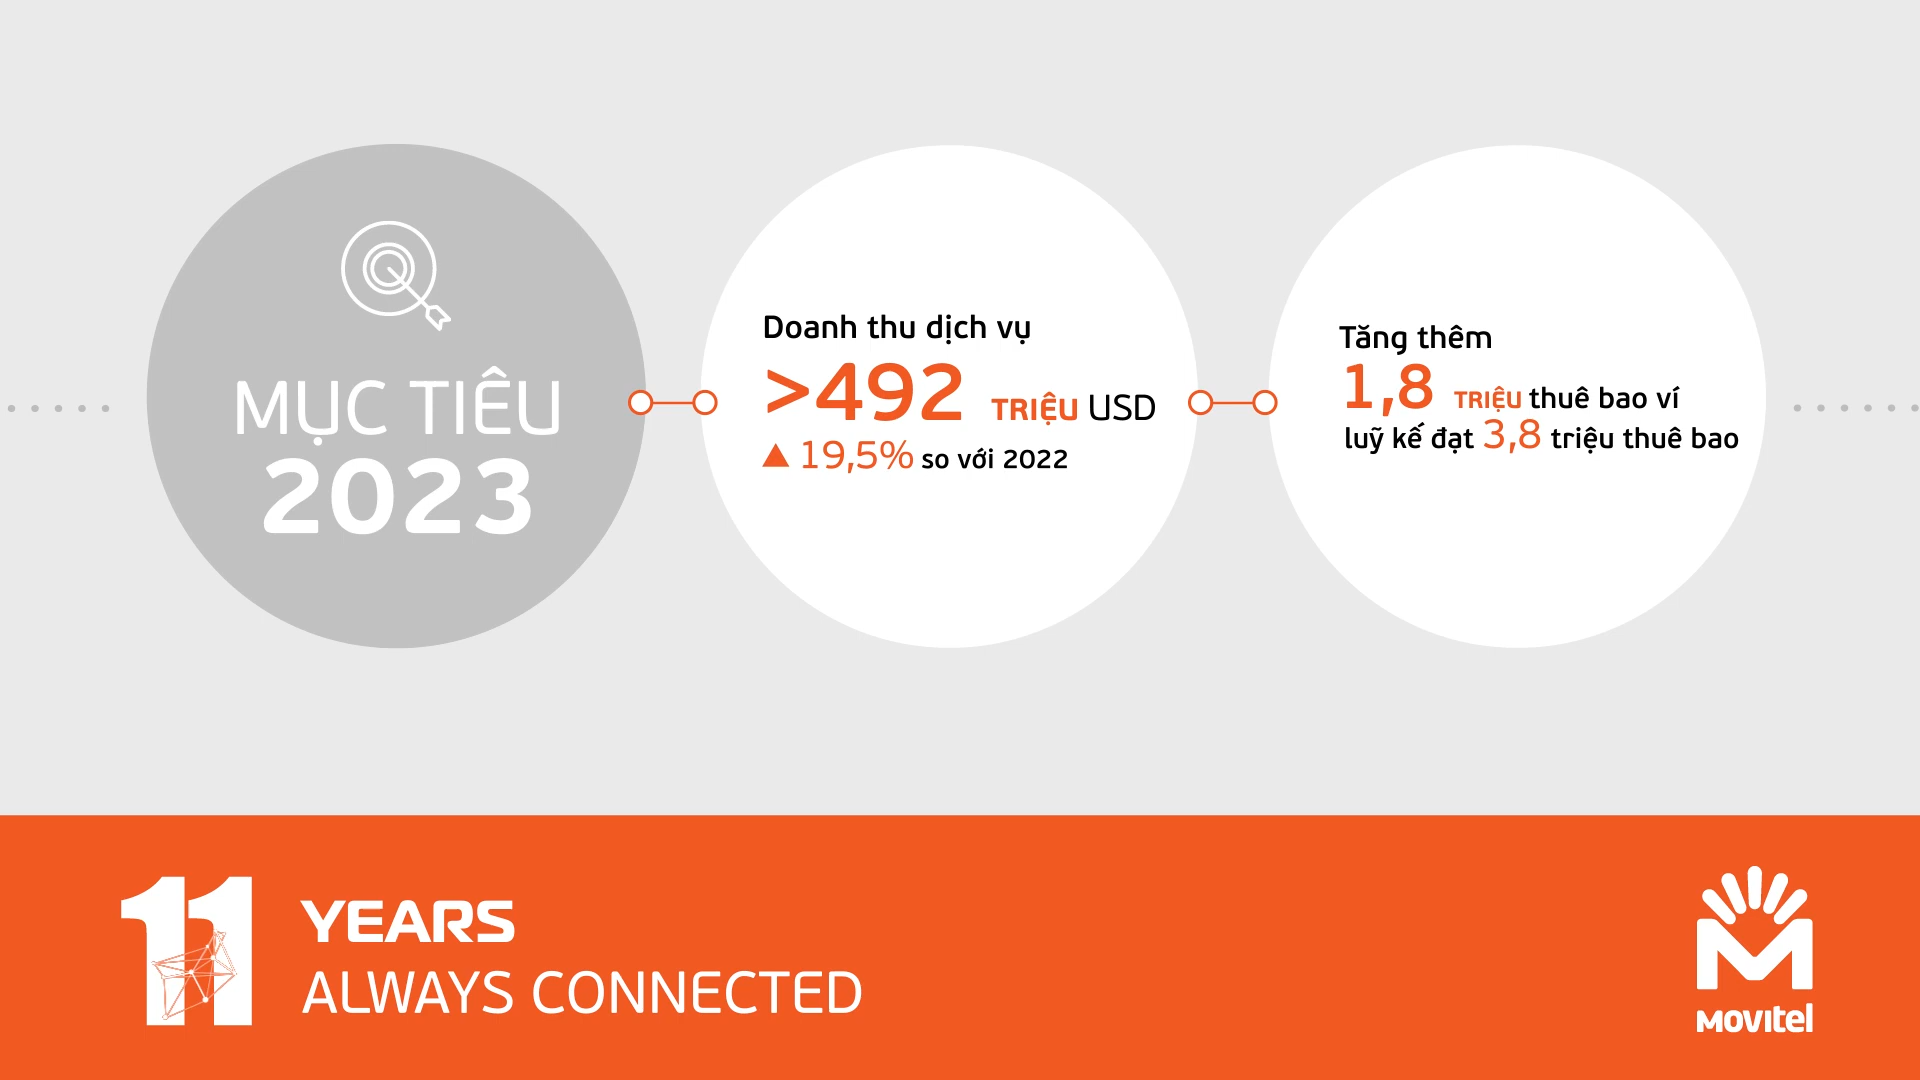 MỤC TIÊU
2023
Doanh thu dịch vụ
>492 TRIỆU USD
▲ 19,5% so với 2022
Tăng thêm
1,8 TRIỆU thuê bao ví
luỹ kế đạt 3,8 triệu thuê bao
11 YEARS
ALWAYS CONNECTED
MOVITEL